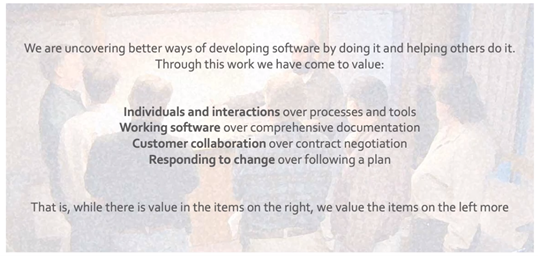 We are uncovering better ways of developing software by doing it and helping others do it.
Through this work we have come to value:
Individuals and interactions over processes and tools
Working software over comprehensive documentation
Customer collaboration over contract negotiation
Responding to change over following a plan
That is, while there is value in the items on the right, we value the items on the left more